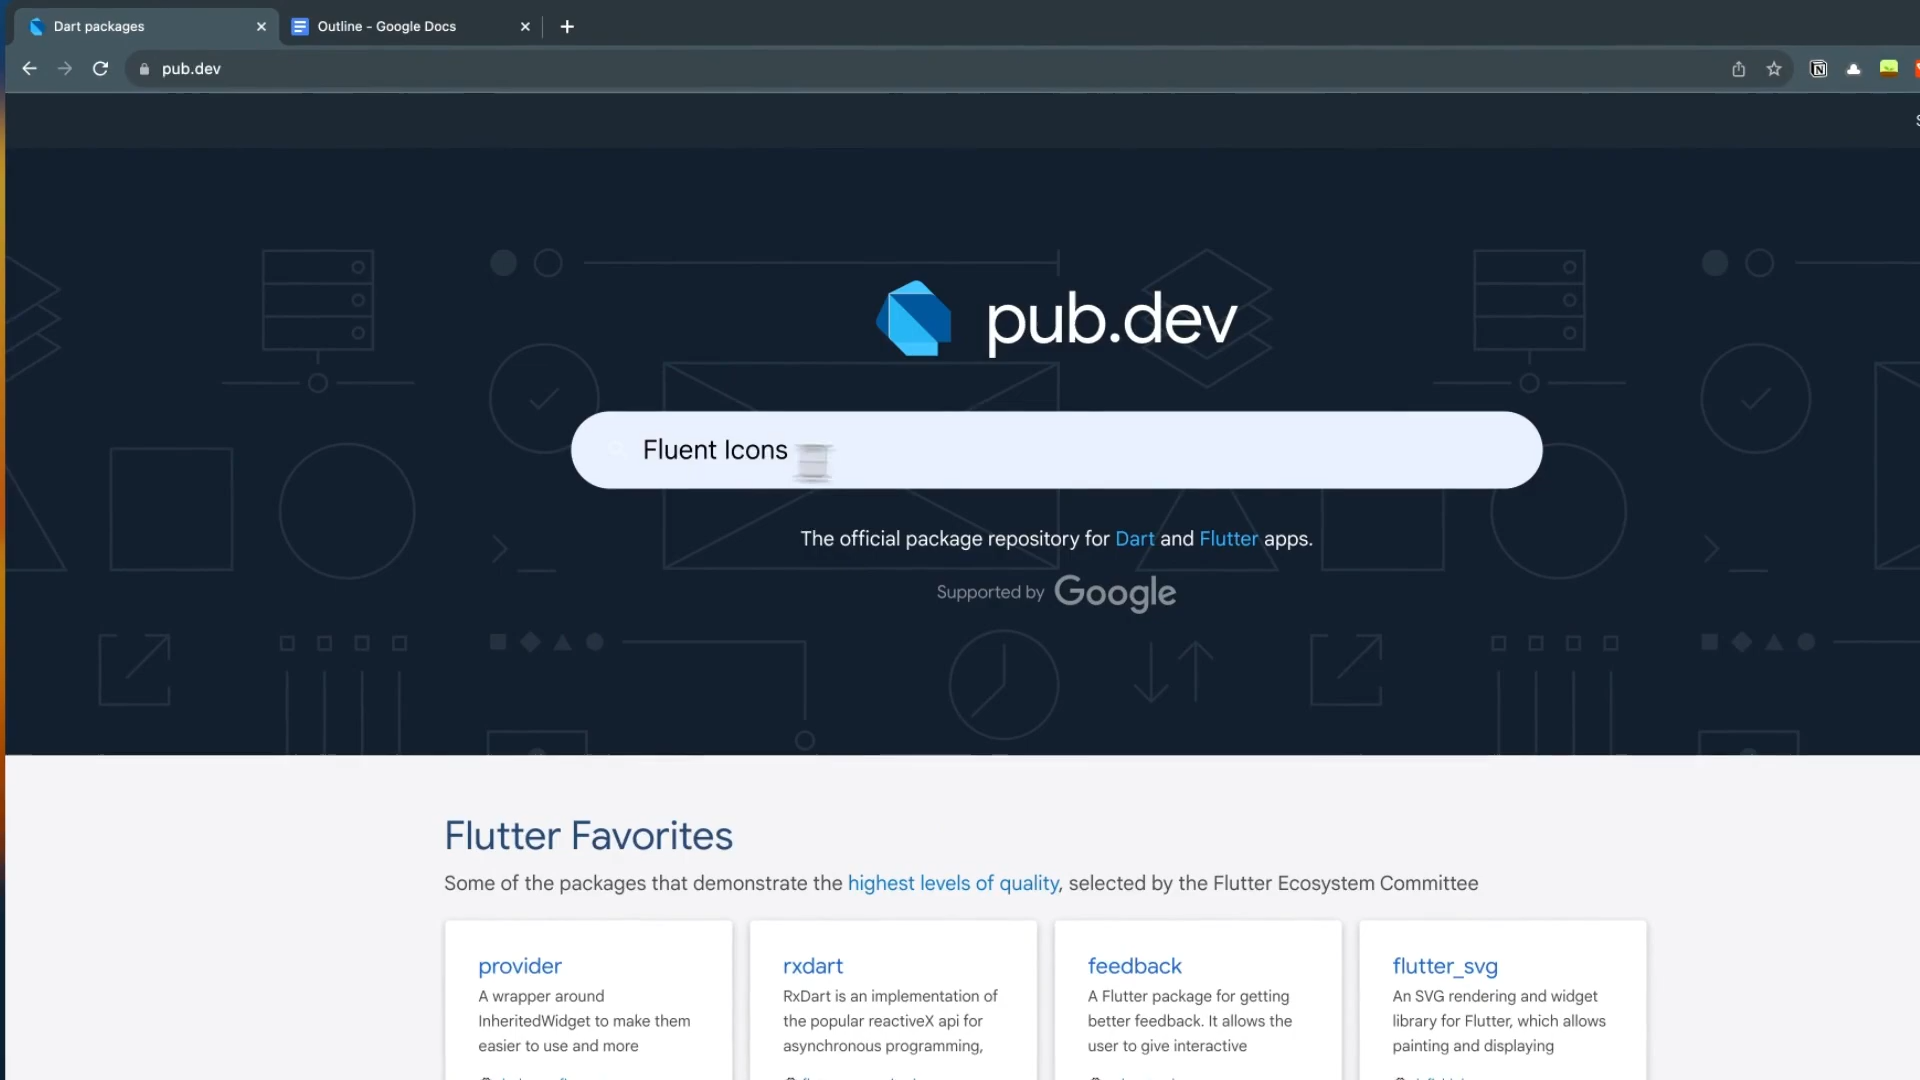 Dart packages
Outline - Google Docs
pub.dev
pub.dev
Fluent Icons
The official package repository for Dart and Flutter apps.
Supported by Google
Flutter Favorites
Some of the packages that demonstrate the highest levels of quality, selected by the Flutter Ecosystem Committee
provider
A wrapper around
InheritedWidget to make them
easier to use and more
rxdart
RxDart is an implementation of
the popular reactiveX api for
asynchronous programming,
feedback
A Flutter package for getting
better feedback. It allows the
user to give interactive
flutter_svg
An SVG rendering and widget
library for Flutter, which allows
painting and displaying